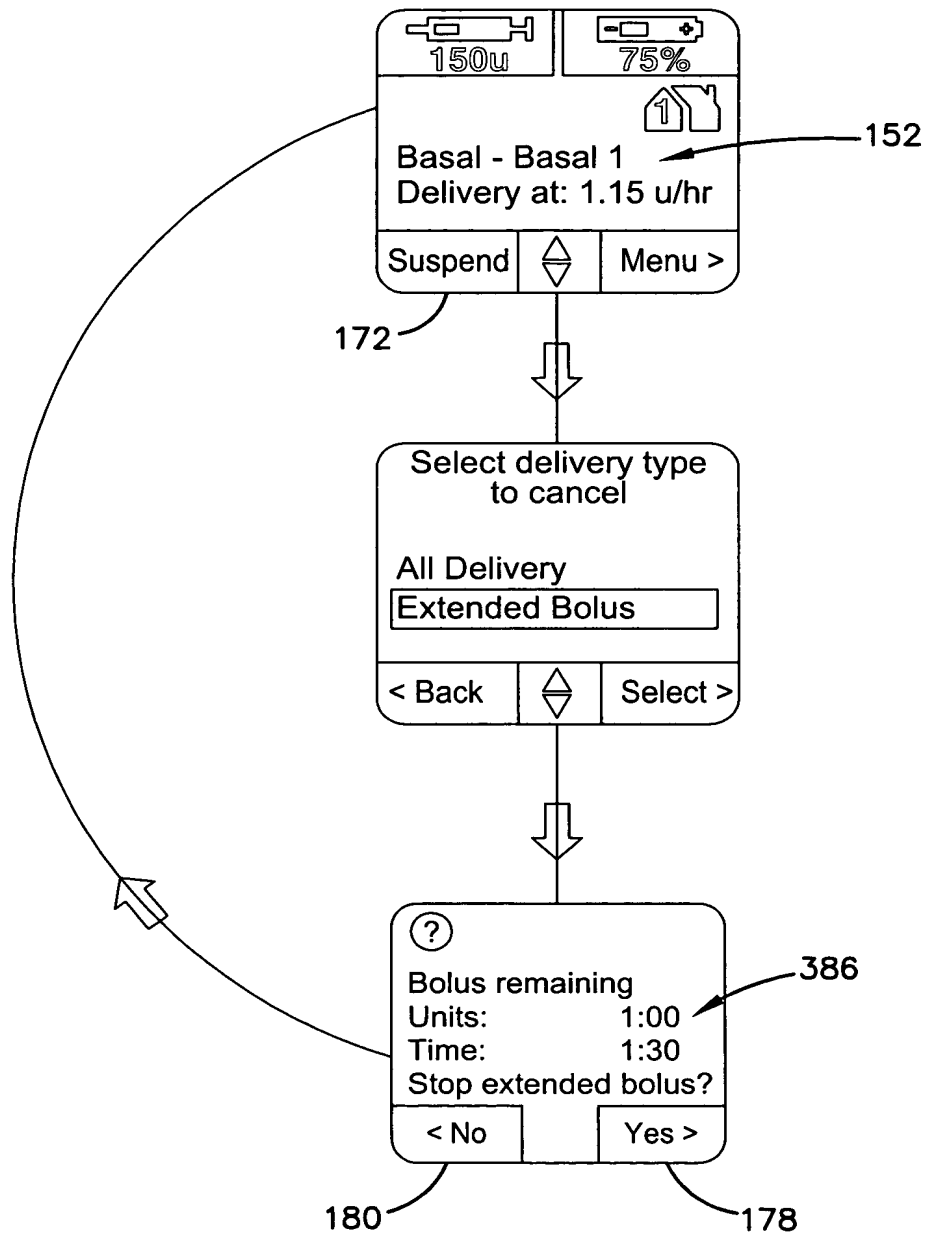 150u 75%
1
152
Basal - Basal 1
Delivery at: 1.15 u/hr
Suspend Menu >
172
Select delivery type
to cancel
All Delivery
Extended Bolus
< Back Select >
?
386
Bolus remaining
Units: 1:00
Time: 1:30
Stop extended bolus?
< No Yes >
180 178